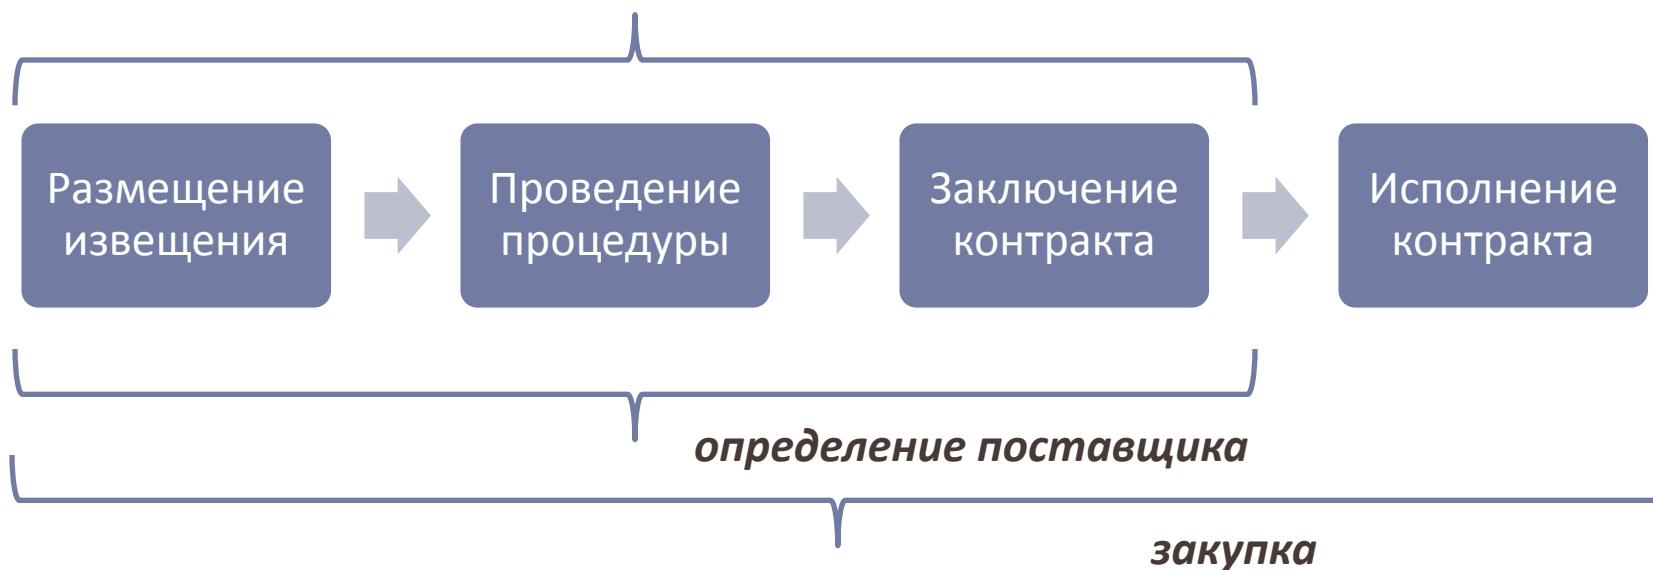 Размещение
извещения
Проведение
процедуры
Заключение
контракта
Исполнение
контракта
определение поставщика
закупка